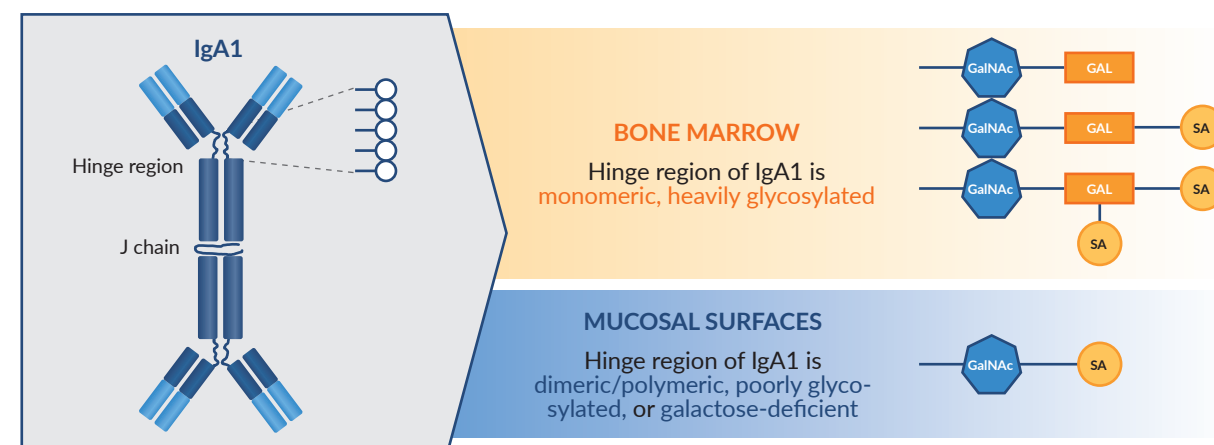 IgA1
Hinge region
J chain
BONE MARROW
Hinge region of IgA1 is
monomeric, heavily glycosylated
GalNAc GAL
GalNAc GAL SA
GalNAc GAL SA
SA
MUCOSAL SURFACES
Hinge region of IgA1 is
dimeric/polymeric, poorly glyco-
sylated, or galactose-deficient
GalNAc SA